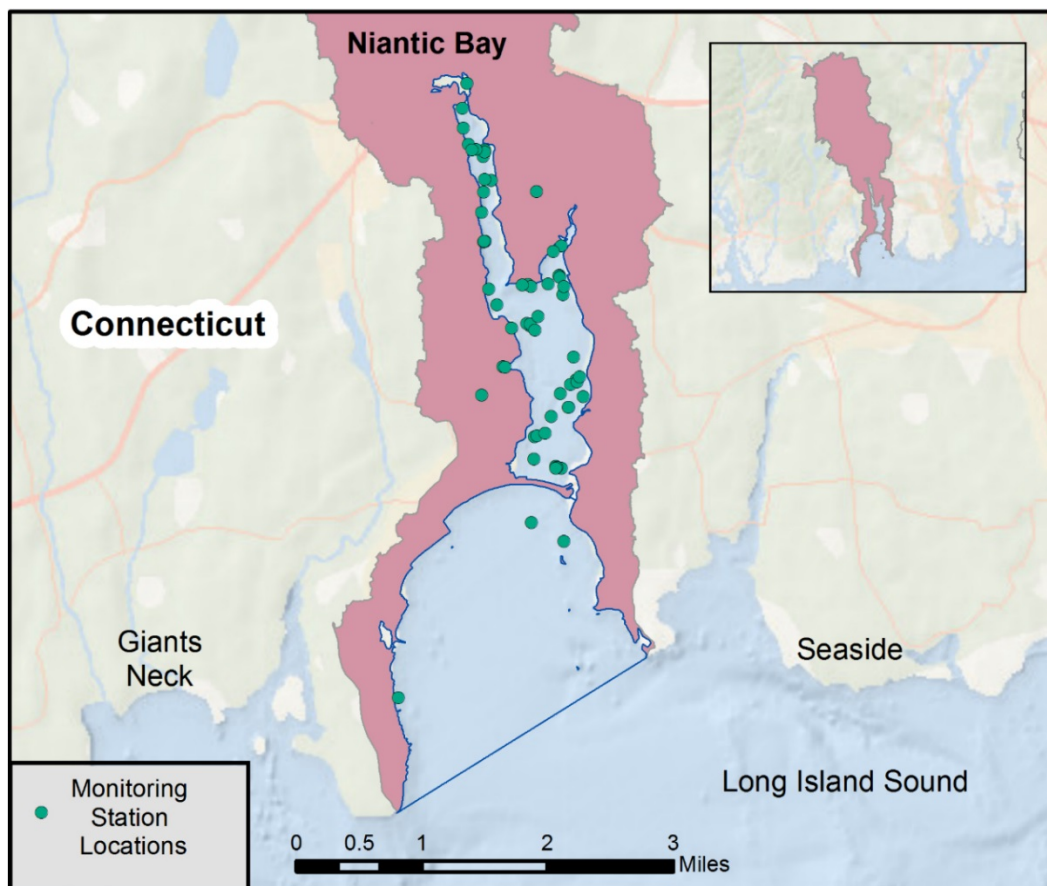 Niantic Bay
Connecticut
Giants
Neck
Seaside
Long Island Sound
Monitoring
Station
Locations
0 0.5 1 2 3
Miles